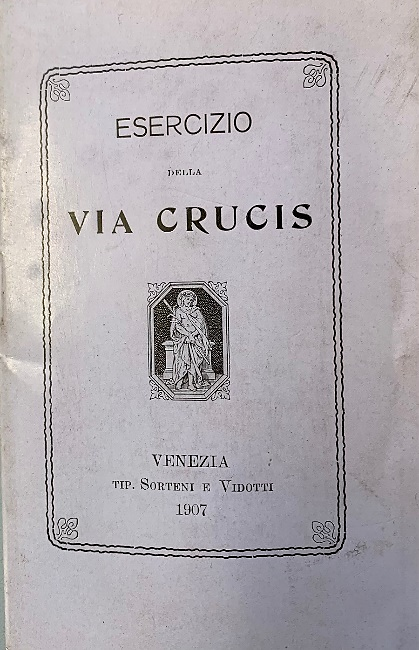 ESERCIZIO
DELLA
VIA CRUCIS
VENEZIA
TIP. SORTENI E VIDOTTI
1907